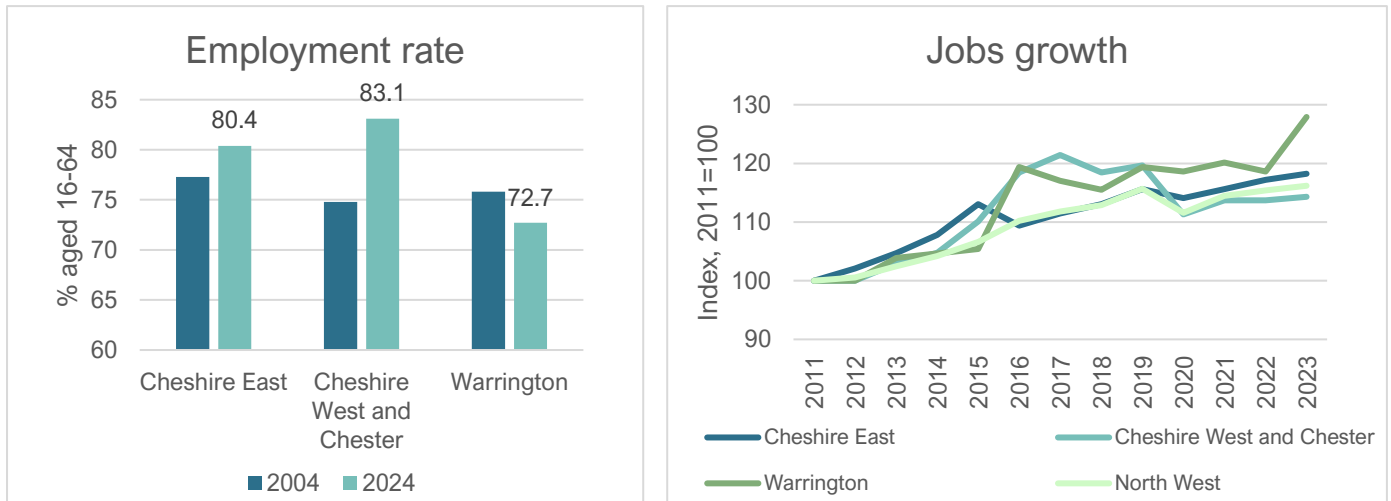 Employment rate
% aged 16-64
85
80
75
70
65
60
80.4
83.1
72.7
Cheshire East
Cheshire
West and
Chester
Warrington
2004
2024
Jobs growth
Index, 2011=100
130
120
110
100
90
2011
2012
2013
2014
2015
2016
2017
2018
2019
2020
2021
2022
2023
Cheshire East
Cheshire West and Chester
Warrington
North West